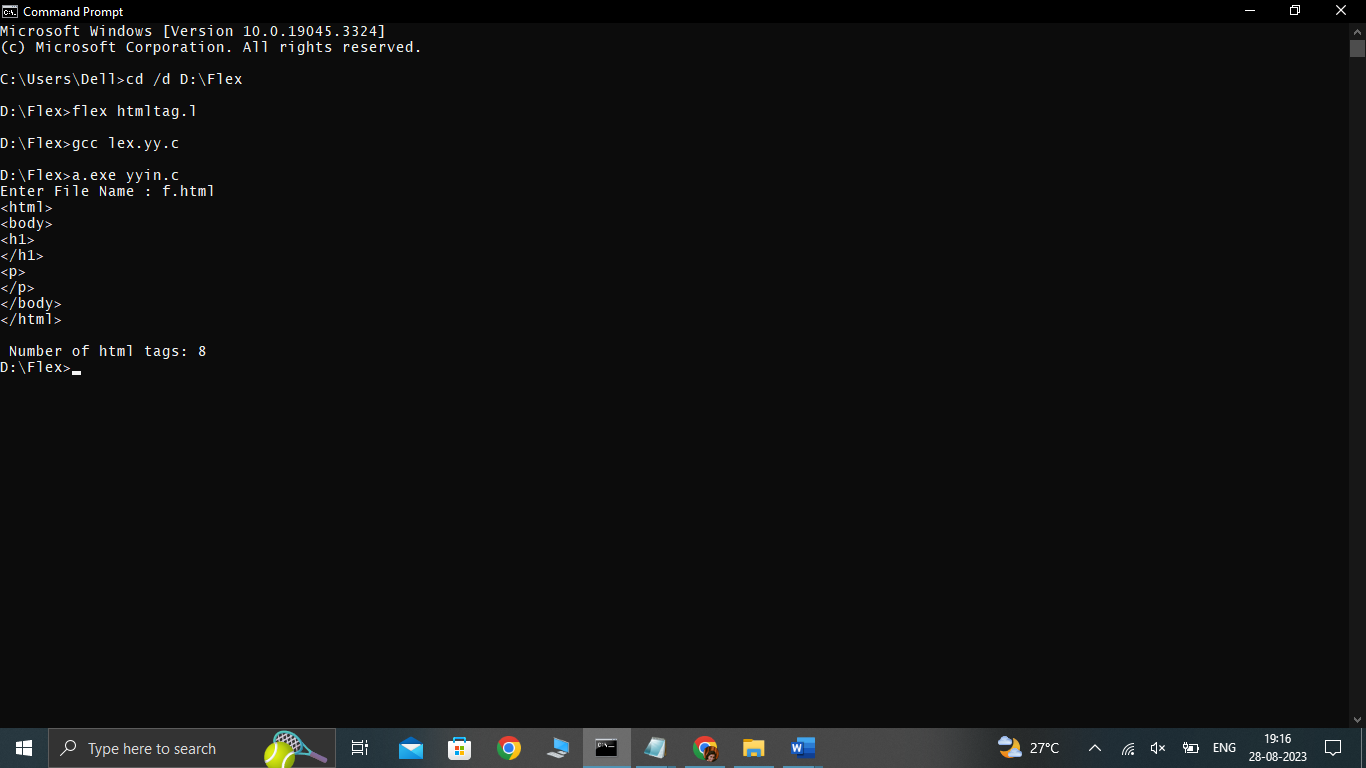 Command Prompt
Microsoft Windows [Version 10.0.19045.3324]
(c) Microsoft Corporation. All rights reserved.
C:\Users\Dell>cd /d D:\Flex
D:\Flex>flex htmltag.l
D:\Flex>gcc lex.yy.c
D:\Flex>a.exe yyin.c
Enter File Name : f.html
<html>
<body>
<h1>
</h1>
<p>
</p>
</body>
</html>
Number of html tags: 8
D:\Flex>
Type here to search
27°C
ENG
19:16
28-08-2023